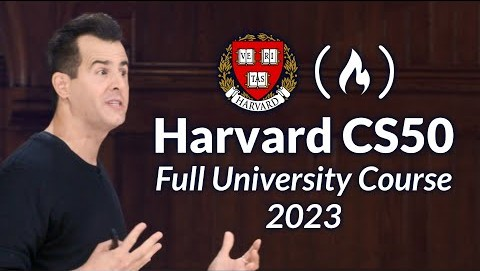 VE RI
TAS
HARVARD
Harvard CS50
Full University Course
2023